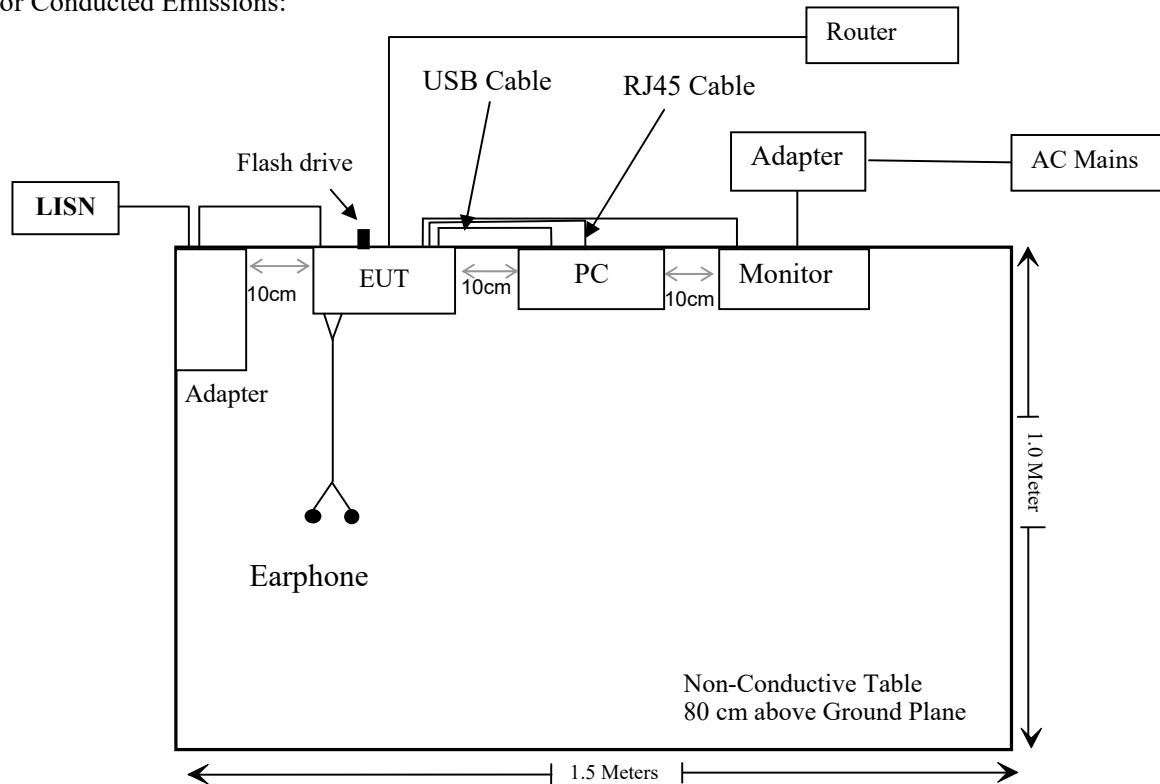 or Conducted Emissions:
Router
USB Cable
RJ45 Cable
Adapter
AC Mains
Flash drive
LISN
EUT
PC
Monitor
10cm
10cm
10cm
Adapter
1.0 Meter
Earphone
Non-Conductive Table
80 cm above Ground Plane
1.5 Meters